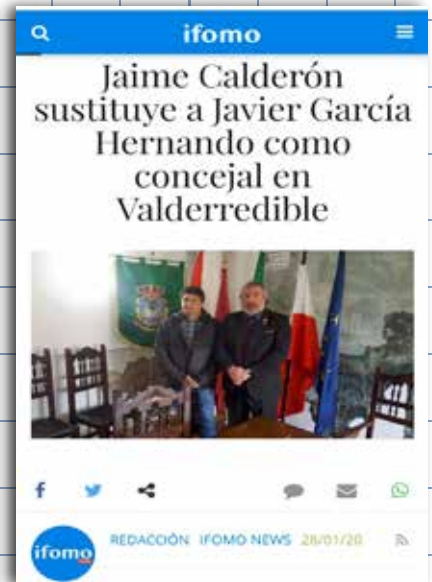 ifomo
Jaime Calderón
sustituye a Javier García
Hernando como
concejal en
Valderredible
REDACCIÓN IFOMO NEWS 28/01/20
ifomo